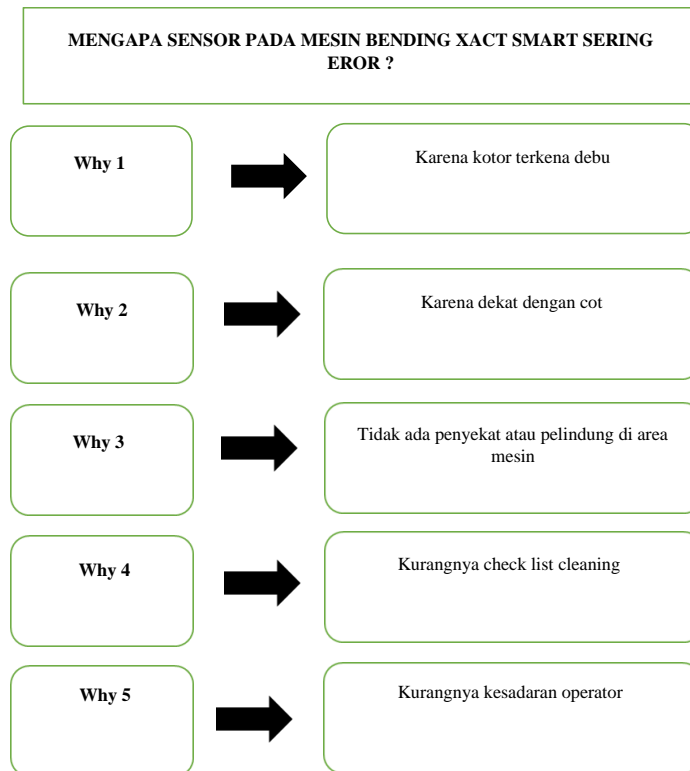 MENGAPA SENSOR PADA MESIN BENDING XACT SMART SERING
EROR ?
Why 1
Karena kotor terkena debu
Why 2
Karena dekat dengan cot
Why 3
Tidak ada penyekat atau pelindung di area
mesin
Why 4
Kurangnya check list cleaning
Why 5
Kurangnya kesadaran operator